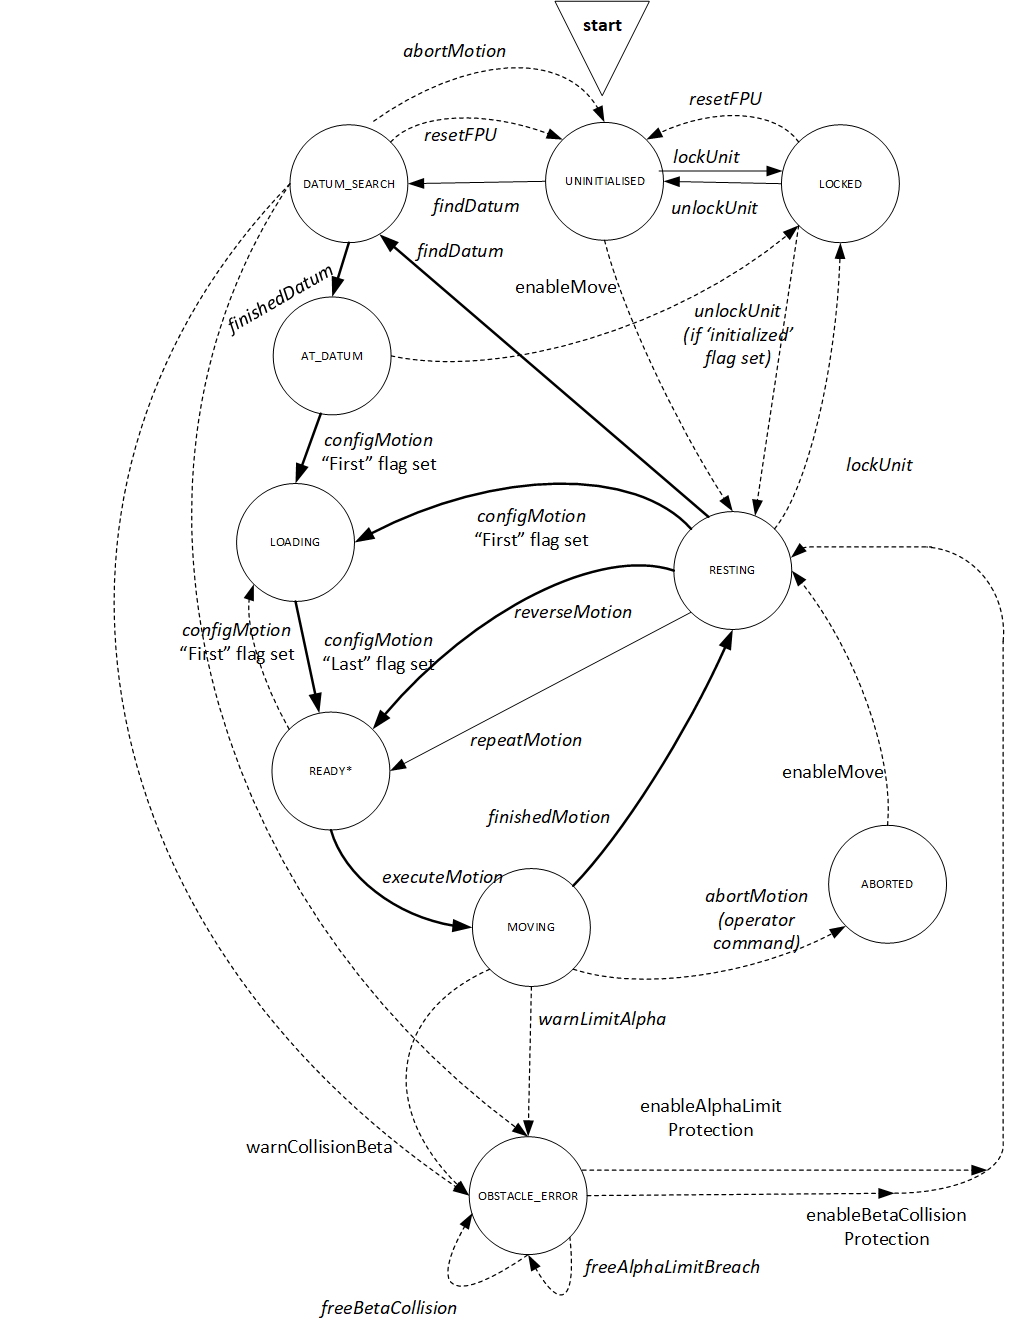 start
abortMotion
resetFPU
resetFPU
lockUnit
DATUM_SEARCH
UNINITIALISED
LOCKED
findDatum
unlockUnit
findDatum
enableMove
finishedDatum
unlockUnit
(if ‘initialized’
flag set)
AT_DATUM
configMotion
“First” flag set
lockUnit
configMotion
“First” flag set
LOADING
RESTING
reverseMotion
configMotion
“First” flag set
configMotion
“Last” flag set
repeatMotion
READY*
enableMove
finishedMotion
executeMotion
ABORTED
abortMotion
(operator
command)
MOVING
warnLimitAlpha
enableAlphaLimit
Protection
warnCollisionBeta
OBSTACLE_ERROR
enableBetaCollision
Protection
freeAlphaLimitBreach
freeBetaCollision